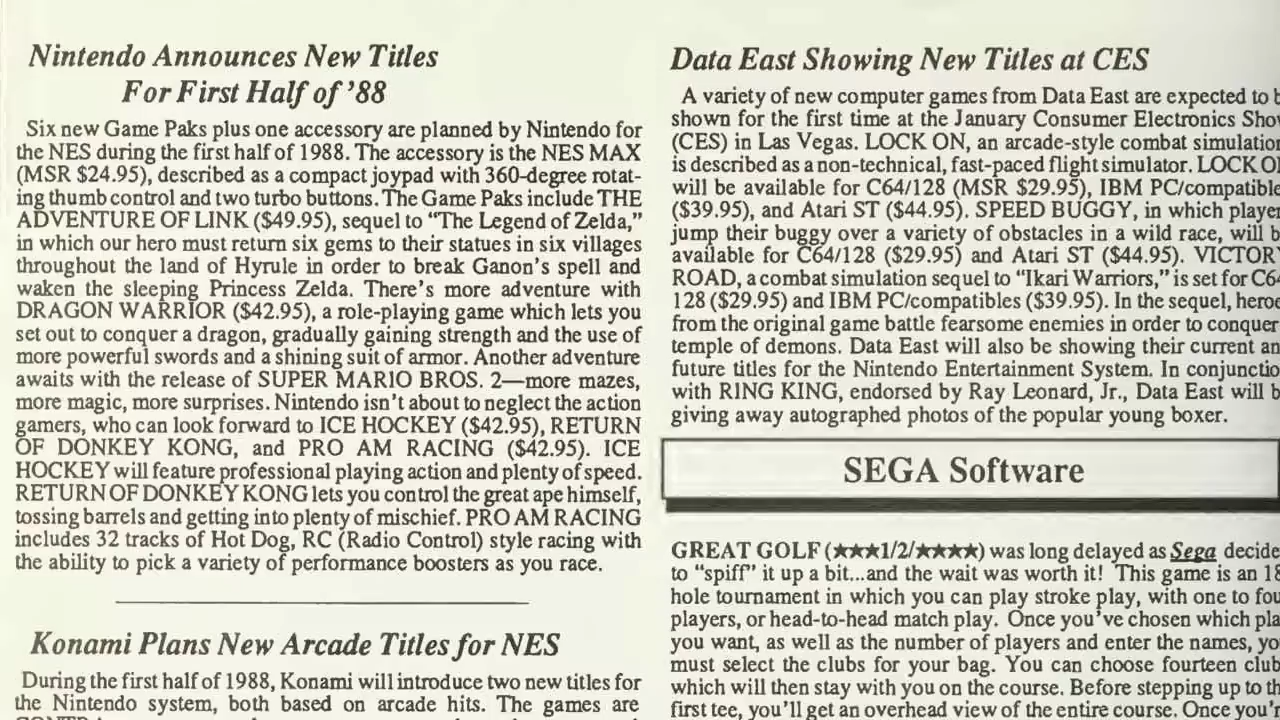 Nintendo Announces New Titles
For First Half of '88
Six new Game Paks plus one accessory are planned by Nintendo for
the NES during the first half of 1988. The accessory is the NES MAX
(MSR $24.95), described as a compact joypad with 360-degree rotat-
ing thumb control and two turbo buttons. The Game Paks include THE
ADVENTURE OF LINK ($49.95), sequel to "The Legend of Zelda,"
in which our hero must return six gems to their statues in six villages
throughout the land of Hyrule in order to break Ganon's spell and
waken the sleeping Princess Zelda. There's more adventure with
DRAGON WARRIOR ($42.95), a role-playing game which lets you
set out to conquer a dragon, gradually gaining strength and the use of
more powerful swords and a shining suit of armor. Another adventure
awaits with the release of SUPER MARIO BROS. 2—more mazes,
more magic, more surprises. Nintendo isn't about to neglect the action
gamers, who can look forward to ICE HOCKEY ($42.95), RETURN
OF DONKEY KONG, and PRO AM RACING ($42.95). ICE
HOCKEY will feature professional playing action and plenty of speed.
RETURN OF DONKEY KONG lets you control the great ape himself,
tossing barrels and getting into plenty of mischief. PRO AM RACING
includes 32 tracks of Hot Dog, RC (Radio Control) style racing with
the ability to pick a variety of performance boosters as you race.
Konami Plans New Arcade Titles for NES
During the first half of 1988, Konami will introduce two new titles for
the Nintendo system, both based on arcade hits. The games are
Data East Showing New Titles at CES
A variety of new computer games from Data East are expected to b
shown for the first time at the January Consumer Electronics Sho
(CES) in Las Vegas. LOCK ON, an arcade-style combat simulation
is described as a non-technical, fast-paced flight simulator. LOCK O
will be available for C64/128 (MSR $29.95), IBM PC/compatible
($39.95), and Atari ST ($44.95). SPEED BUGGY, in which player
jump their buggy over a variety of obstacles in a wild race, will b
available for C64/128 ($29.95) and Atari ST ($44.95). VICTORY
ROAD, a combat simulation sequel to "Ikari Warriors," is set for C6
128 ($29.95) and IBM PC/compatibles ($39.95). In the sequel, heroe
from the original game battle fearsome enemies in order to conquer
temple of demons. Data East will also be showing their current an
future titles for the Nintendo Entertainment System. In conjunctio
with RING KING, endorsed by Ray Leonard, Jr., Data East will b
giving away autographed photos of the popular young boxer.
SEGA Software
GREAT GOLF (★★★1/2/★★★★) was long delayed as Sega decide
to "spiff" it up a bit...and the wait was worth it! This game is an 18
hole tournament in which you can play stroke play, with one to fou
players, or head-to-head match play. Once you've chosen which pla
you want, as well as the number of players and enter the names, yo
must select the clubs for your bag. You can choose fourteen club
which will then stay with you on the course. Before stepping up to th
first tee, you'll get an overhead view of the entire course. Once you'r